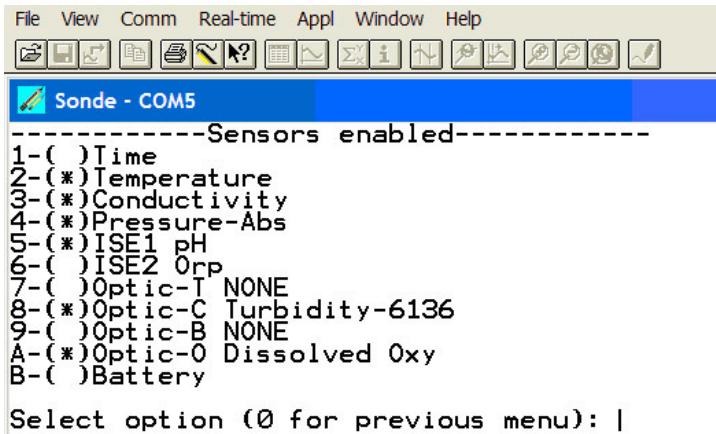 File View Comm Real-time Appl Window Help
Sonde - COM5
------------Sensors enabled------------
1-( )Time
2-(*)Temperature
3-(*)Conductivity
4-(*)Pressure-Abs
5-(*)ISE1 pH
6-( )ISE2 Orp
7-( )Optic-T NONE
8-(*)Optic-C Turbidity-6136
9-( )Optic-B NONE
A-(*)Optic-O Dissolved Oxy
B-( )Battery
Select option (0 for previous menu): |